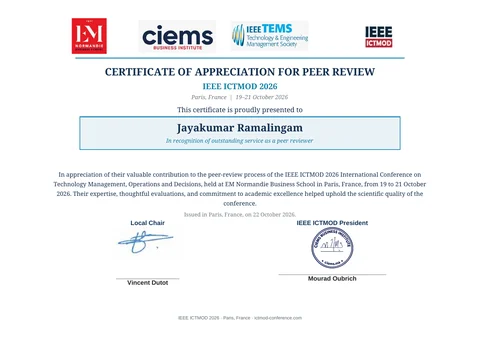 EM
NORMANDIE
ciems
BUSINESS INSTITUTE
IEEE TEMS
Technology & Engineering
Management Society
IEEE
ICTMOD
CERTIFICATE OF APPRECIATION FOR PEER REVIEW
IEEE ICTMOD 2026
Paris, France | 19–21 October 2026
This certificate is proudly presented to
Jayakumar Ramalingam
In recognition of outstanding service as a peer reviewer
In appreciation of their valuable contribution to the peer-review process of the IEEE ICTMOD 2026 International Conference on
Technology Management, Operations and Decisions, held at EM Normandie Business School in Paris, France, from 19 to 21 October
2026. Their expertise, thoughtful evaluations, and commitment to academic excellence helped uphold the scientific quality of the
conference.
Issued in Paris, France, on 22 October 2026.
Local Chair
IEEE ICTMOD President
CIEMS BUSINESS INSTITUTE
Vincent Dutot
Mourad Oubrich
IEEE ICTMOD 2026 · Paris, France · ictmod-conference.com